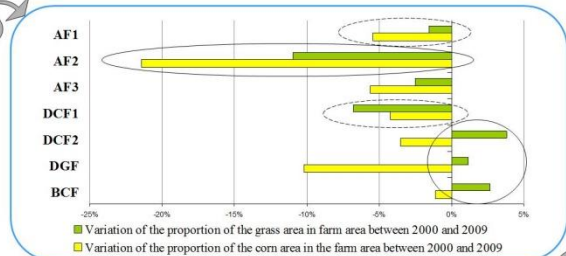 AF1
AF2
AF3
DCF1
DCF2
DGF
BCF
-25% -20% -15% -10% -5% 0% 5%
Variation of the proportion of the grass area in farm area between 2000 and 2009
Variation of the proportion of the corn area in the farm area between 2000 and 2009